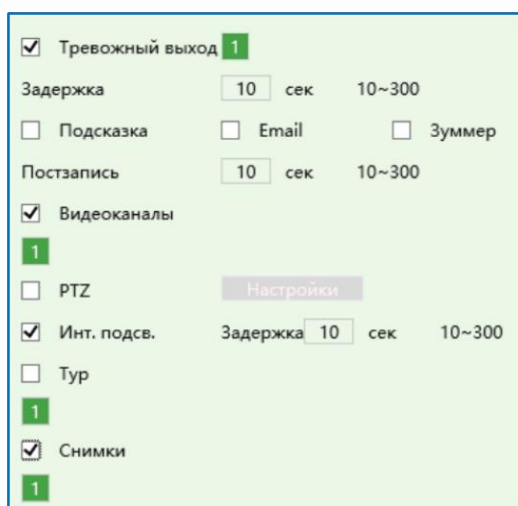 Тревожный выход 1
Задержка 10 сек 10~300
Подсказка Email Зуммер
Постзапись 10 сек 10~300
Видеоканалы
1
PTZ Настройки
Инт. подсв. Задержка 10 сек 10~300
Тур
1
Снимки
1